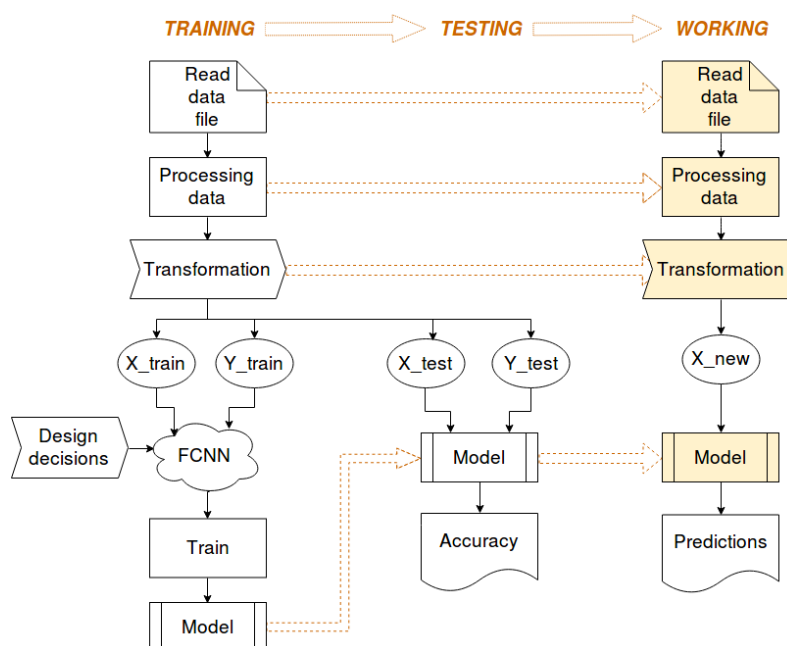 TRAINING
TESTING
WORKING
Read
data
file
Read
data
file
Processing
data
Processing
data
Transformation
Transformation
X_train
Y_train
X_test
Y_test
X_new
Design
decisions
FCNN
Model
Model
Train
Accuracy
Predictions
Model